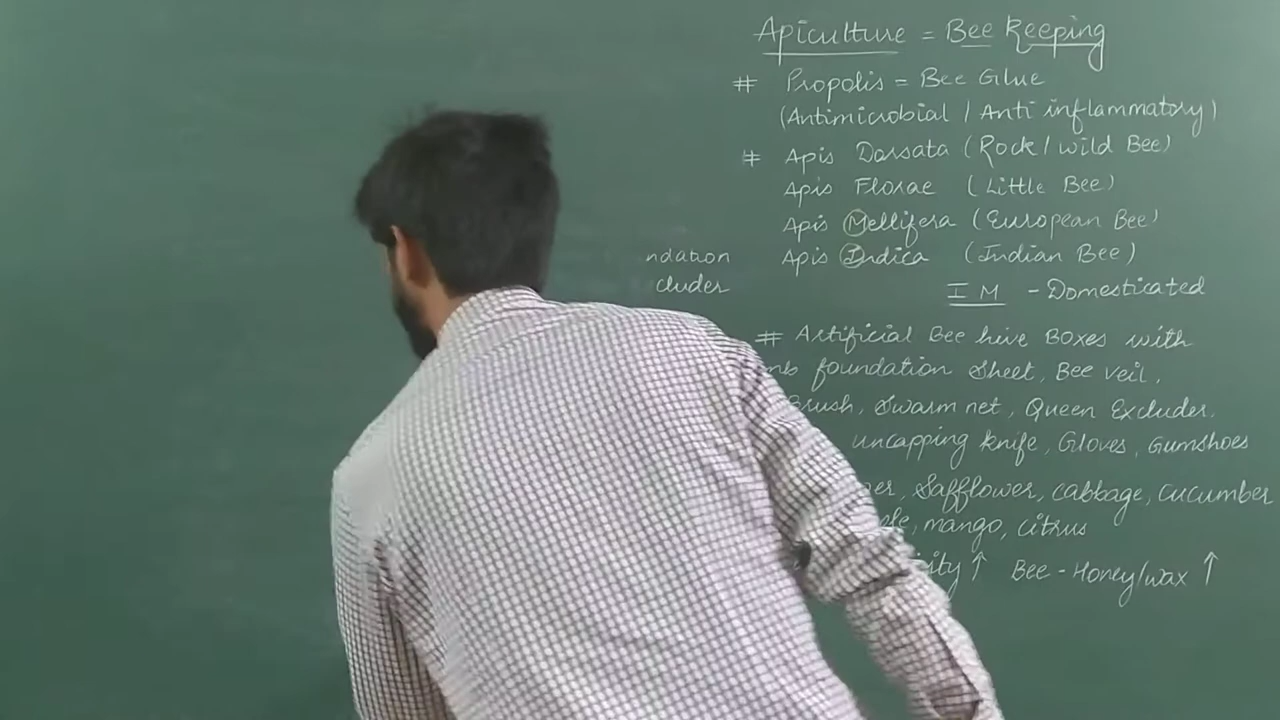 Apiculture = Bee Keeping
# Propolis = Bee Glue
(Antimicrobial / Anti inflammatory)
# Apis Dorsata (Rock/wild Bee)
Apis Florae (Little Bee)
Apis Mellifera (European Bee)
Apis Indica (Indian Bee)
I M - Domesticated
ndation
cluder
# Artificial Bee hive Boxes with
mb foundation Sheet, Bee veil,
Brush, Swarm net, Queen Excluder.
uncapping knife, Gloves, Gumshoes
er, Safflower, cabbage, cucumber
le, mango, citrus
sity ↑ Bee - Honey/wax ↑